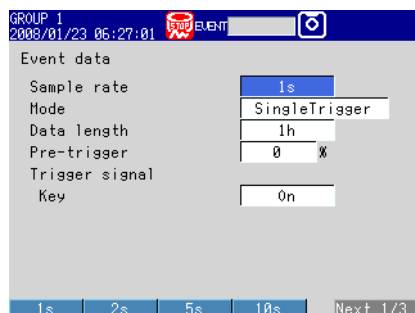 GROUP 1
2008/01/23 06:27:01 STOP EVENT
Event data
Sample rate 1s
Mode SingleTrigger
Data length 1h
Pre-trigger 0 %
Trigger signal
Key On
1s 2s 5s 10s Next 1/3